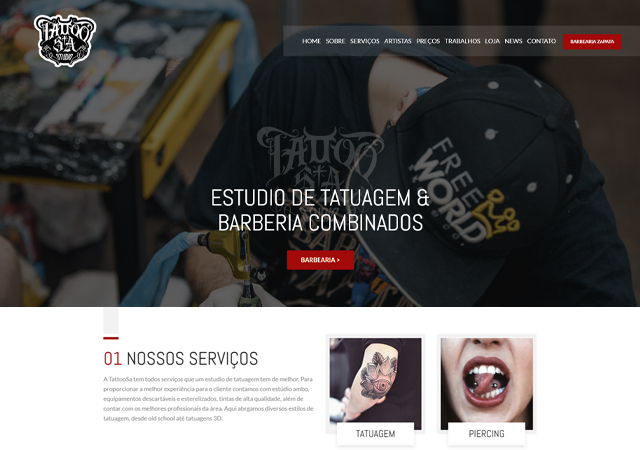 TATTOO
SA
STUDIO
HOME SOBRE SERVIÇOS ARTISTAS PREÇOS TRABALHOS LOJA NEWS CONTATO
BARBEARIA ZAPATA
FREE
WORLD
TATTOO
SA
ESTUDIO DE TATUAGEM &
BARBERIA COMBINADOS
BARBEARIA >
01 NOSSOS SERVIÇOS
A TattooSa tem todos serviços que um estudio de tatuagem tem de melhor. Para
proporcionar a melhor experiência para o cliente contamos com estúdio ambo,
equipamentos descartáveis e esterelizados, tintas de alta qualidade, além de
contar com os melhores profissionais da área. Aqui abrgamos diversos estilos de
tatuagem, desde old school até tatuagens 3D.
TATUAGEM
PIERCING